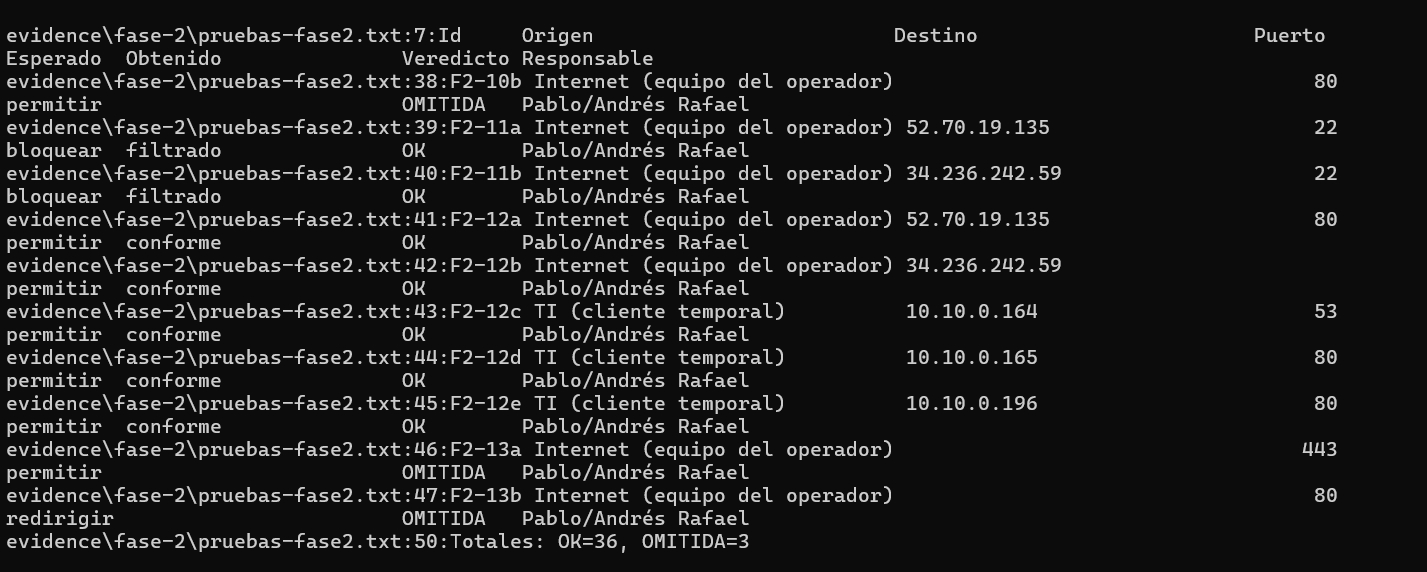 evidence\fase-2\pruebas-fase2.txt:7:Id     Origen                         Destino                       Puerto
Esperado  Obtenido               Veredicto Responsable
evidence\fase-2\pruebas-fase2.txt:38:F2-10b Internet (equipo del operador)                                   80
permitir                         OMITIDA   Pablo/Andrés Rafael
evidence\fase-2\pruebas-fase2.txt:39:F2-11a Internet (equipo del operador) 52.70.19.135                      22
bloquear  filtrado               OK        Pablo/Andrés Rafael
evidence\fase-2\pruebas-fase2.txt:40:F2-11b Internet (equipo del operador) 34.236.242.59                     22
bloquear  filtrado               OK        Pablo/Andrés Rafael
evidence\fase-2\pruebas-fase2.txt:41:F2-12a Internet (equipo del operador) 52.70.19.135                      80
permitir  conforme               OK        Pablo/Andrés Rafael
evidence\fase-2\pruebas-fase2.txt:42:F2-12b Internet (equipo del operador) 34.236.242.59
permitir  conforme               OK        Pablo/Andrés Rafael
evidence\fase-2\pruebas-fase2.txt:43:F2-12c TI (cliente temporal)          10.10.0.164                       53
permitir  conforme               OK        Pablo/Andrés Rafael
evidence\fase-2\pruebas-fase2.txt:44:F2-12d TI (cliente temporal)          10.10.0.165                       80
permitir  conforme               OK        Pablo/Andrés Rafael
evidence\fase-2\pruebas-fase2.txt:45:F2-12e TI (cliente temporal)          10.10.0.196                       80
permitir  conforme               OK        Pablo/Andrés Rafael
evidence\fase-2\pruebas-fase2.txt:46:F2-13a Internet (equipo del operador)                                  443
permitir                         OMITIDA   Pablo/Andrés Rafael
evidence\fase-2\pruebas-fase2.txt:47:F2-13b Internet (equipo del operador)                                   80
redirigir                        OMITIDA   Pablo/Andrés Rafael
evidence\fase-2\pruebas-fase2.txt:50:Totales: OK=36, OMITIDA=3